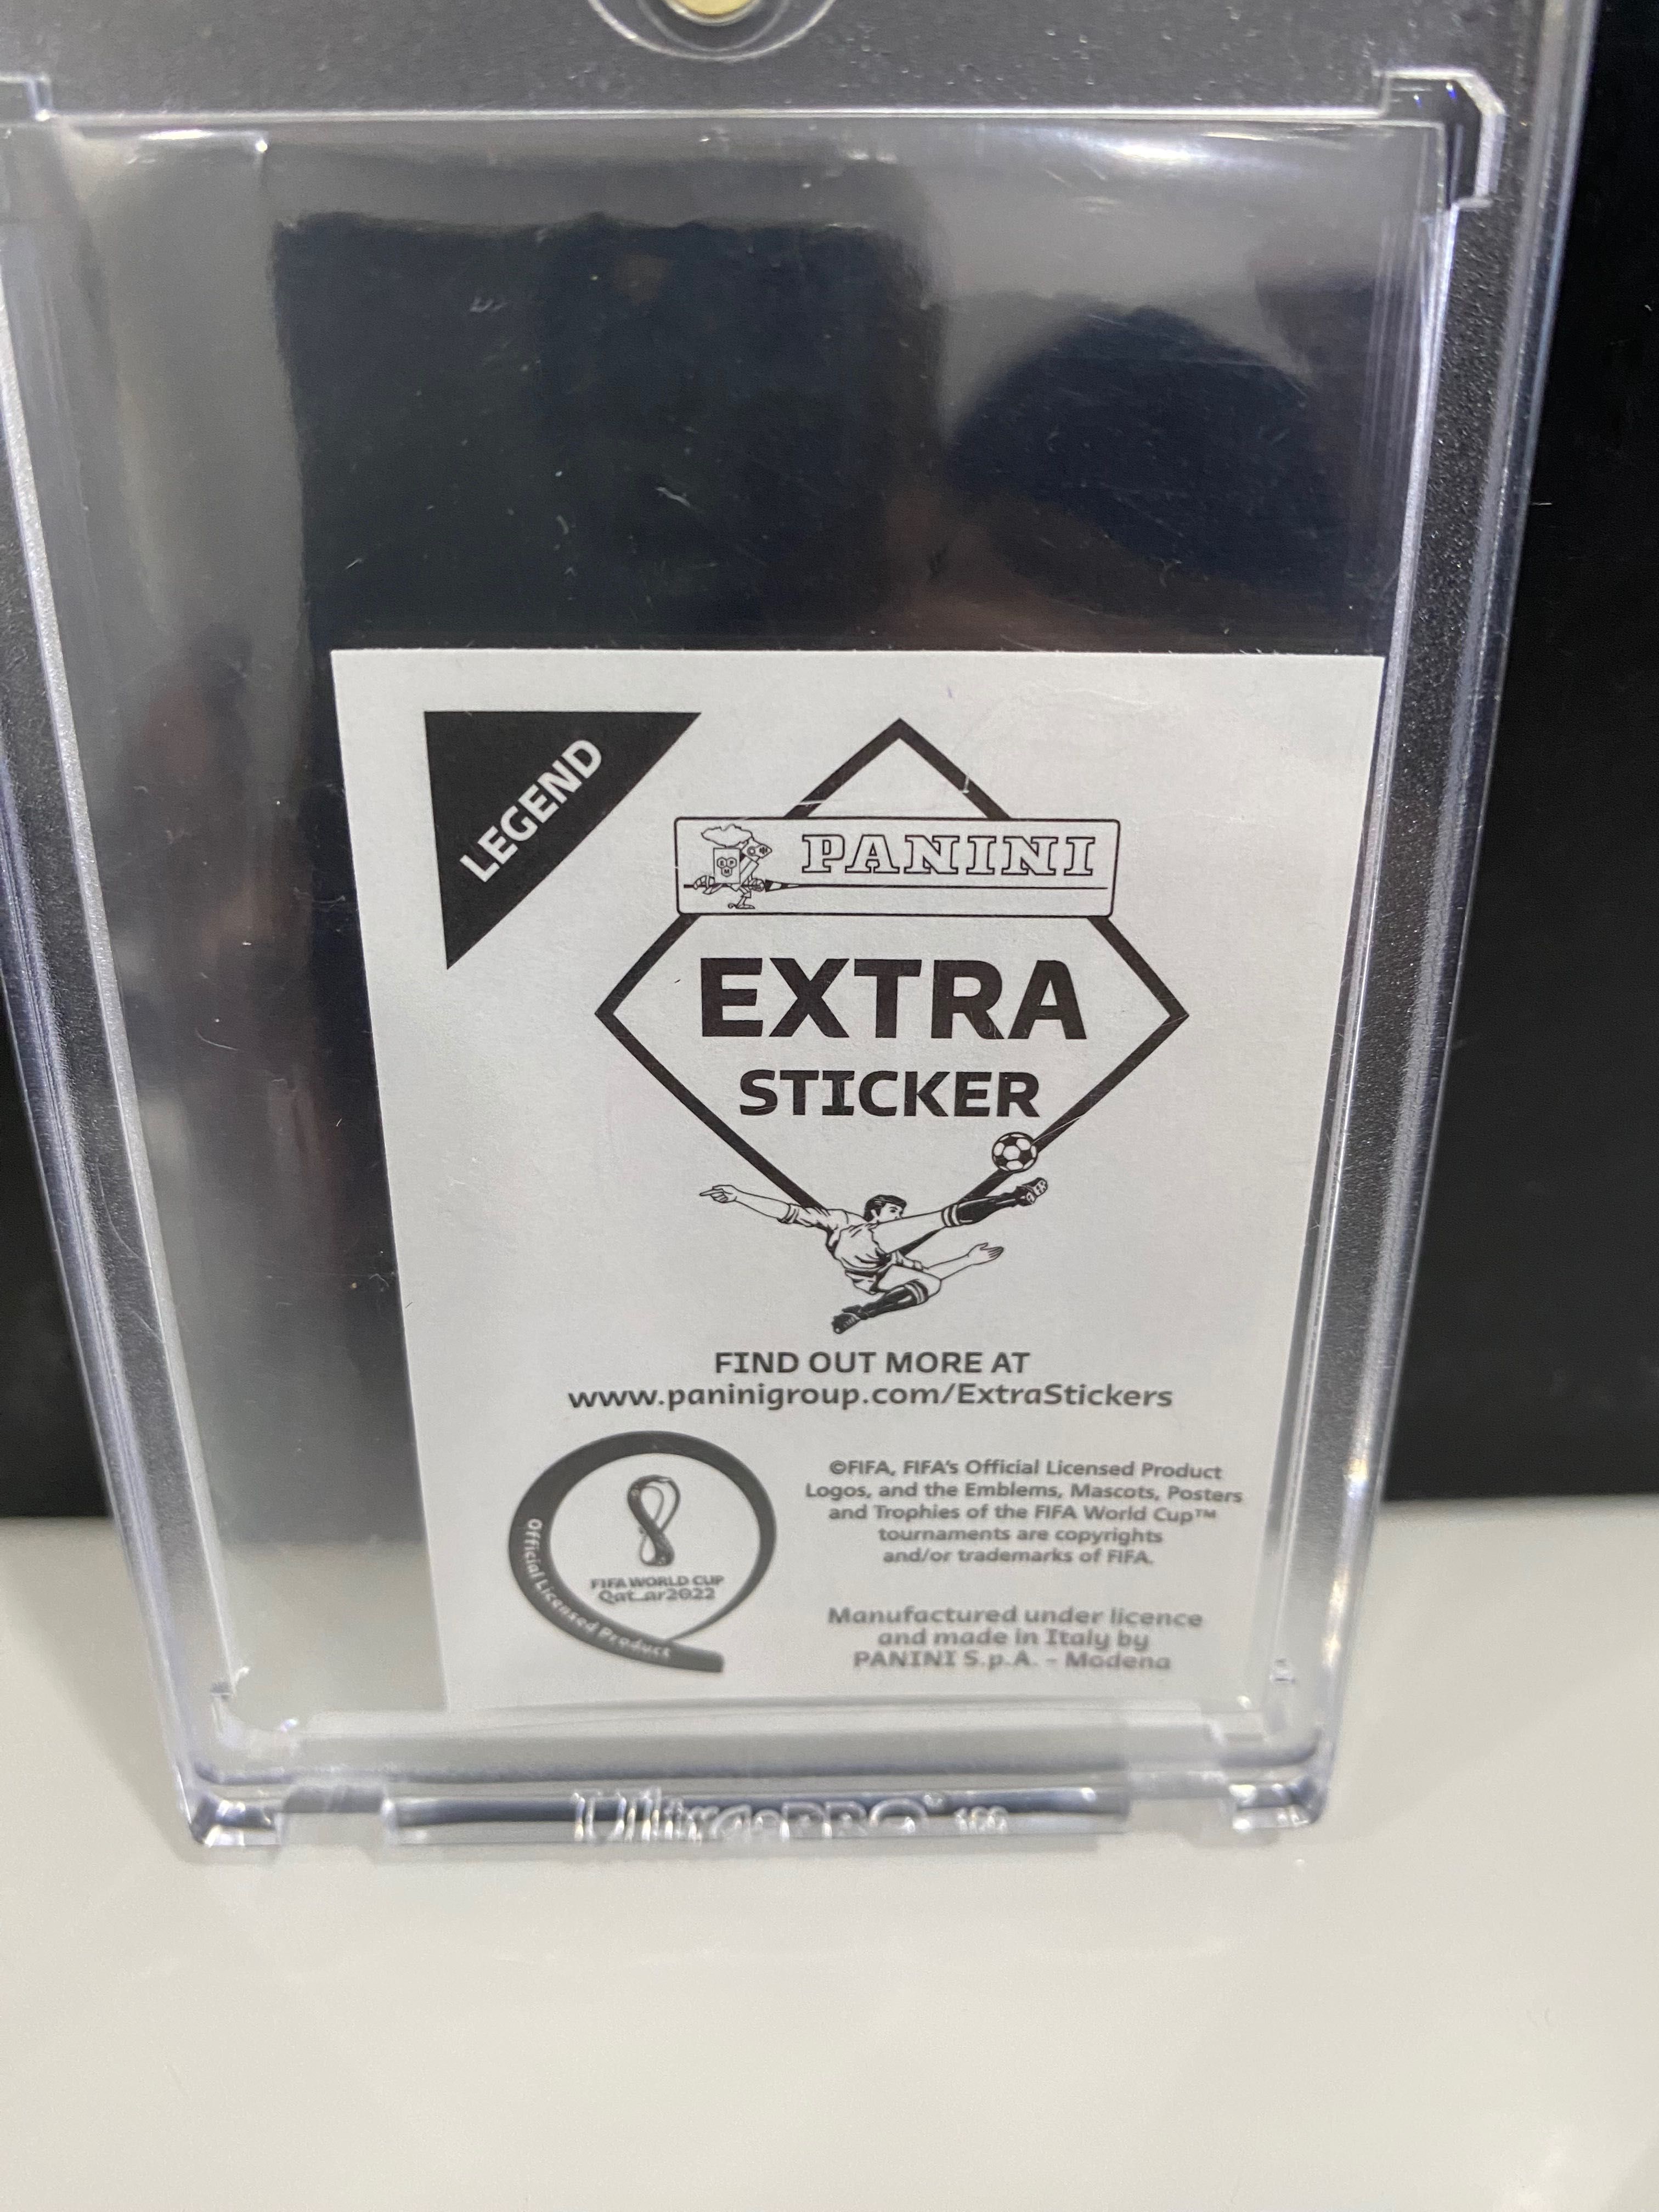 LEGEND
PANINI
EXTRA
STICKER
FIND OUT MORE AT
www.paninigroup.com/ExtraStickers
Official Licensed Product
FIFA WORLD CUP
Qatar2022
©FIFA, FIFA's Official Licensed Product
Logos, and the Emblems, Mascots, Posters
and Trophies of the FIFA World Cup™
tournaments are copyrights
and/or trademarks of FIFA.
Manufactured under licence
and made in Italy by
PANINI S.p.A. - Modena
UltraPRO